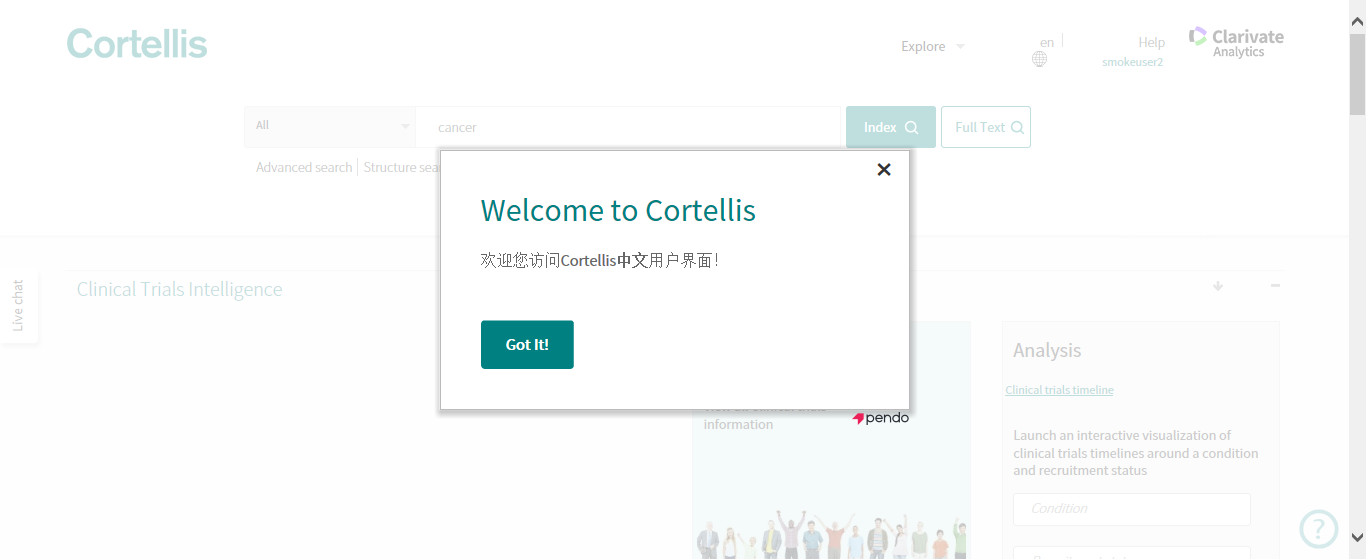 Cortellis
Explore
en
Help
smokeuser2
Clarivate
Analytics
All
cancer
Index
Full Text
Advanced search
Structure sea
Welcome to Cortellis
欢迎您访问Cortellis中文用户界面！
Got It!
Live chat
Clinical Trials Intelligence
information
pendo
Analysis
Clinical trials timeline
Launch an interactive visualization of
clinical trials timelines around a condition
and recruitment status
Condition
?